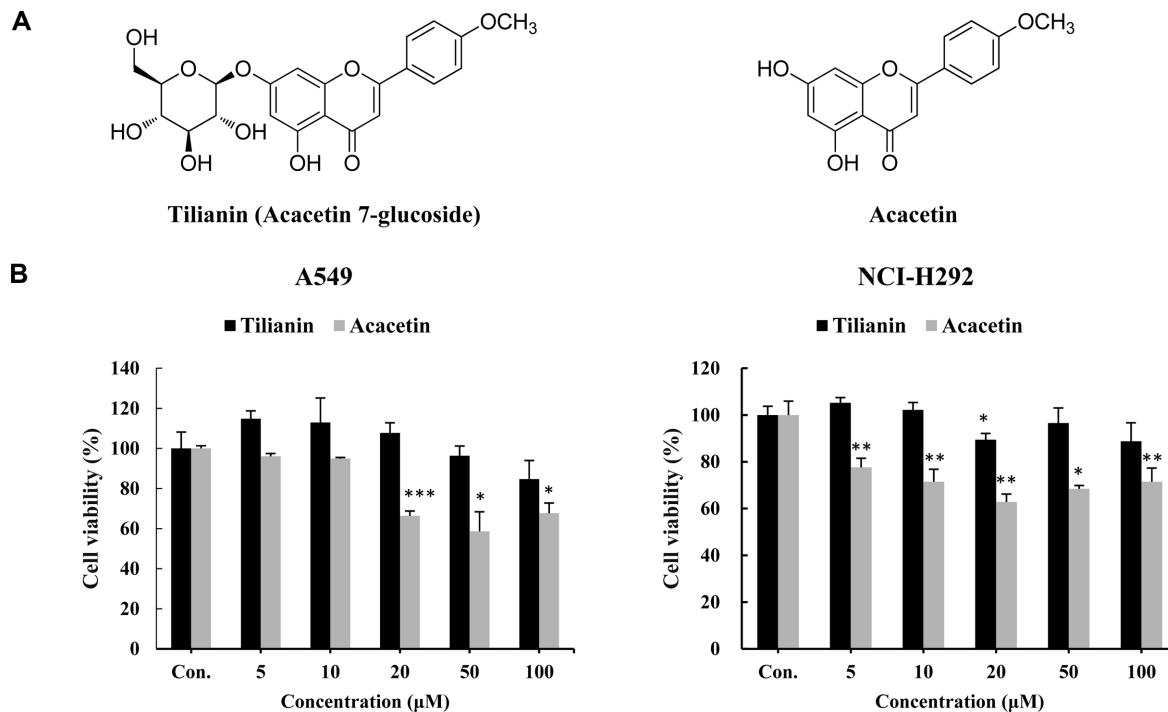 A
OH
O
O
HO
OH
OH
OH
OH
O
O
OCH3
Tilianin (Acacetin 7-glucoside)
HO
OH
O
O
OCH3
Acacetin
B
A549
Tilianin Acacetin
Cell viability (%)
140
120
100
80
60
40
20
0
***
*
*
Con. 5 10 20 50 100
Concentration (μM)
NCI-H292
Tilianin Acacetin
Cell viability (%)
120
100
80
60
40
20
0
**
**
*
**
*
**
Con. 5 10 20 50 100
Concentration (μM)